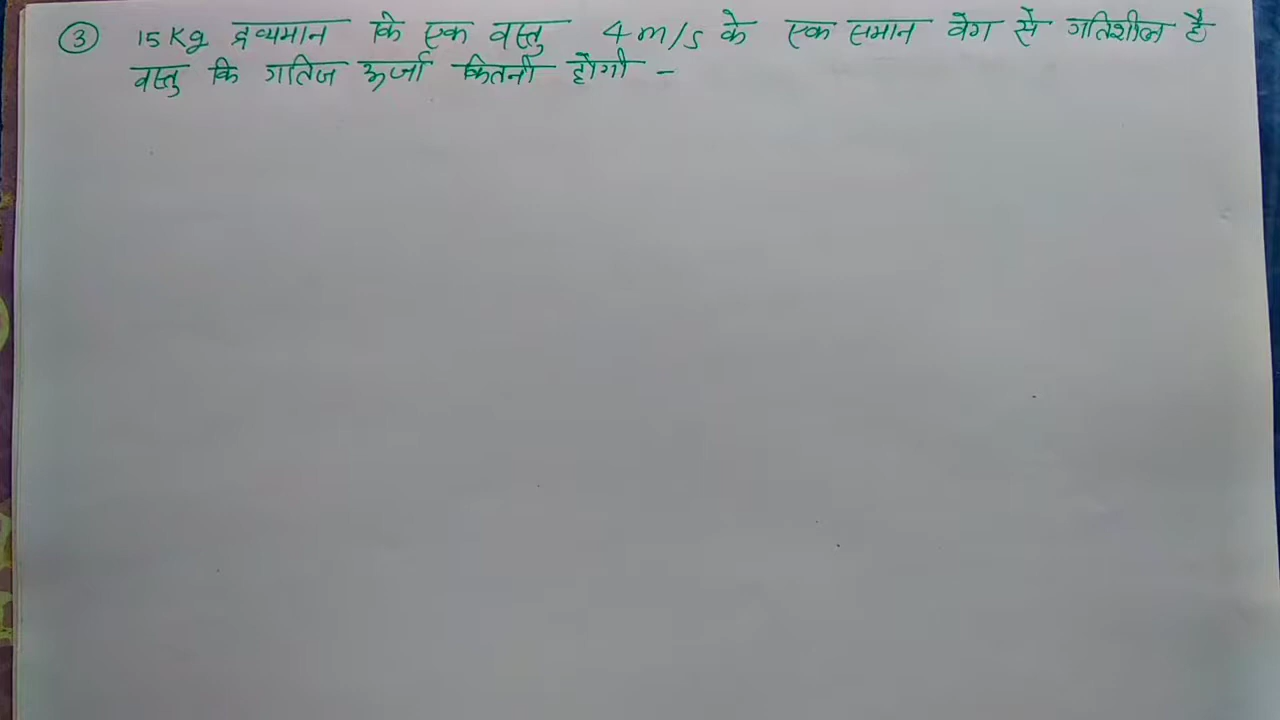 ③ 15 Kg द्रव्यमान कि एक वस्तु 4 m/s के एक समान वेग से गतिशील है
वस्तु कि गतिज ऊर्जा कितनी होगी -